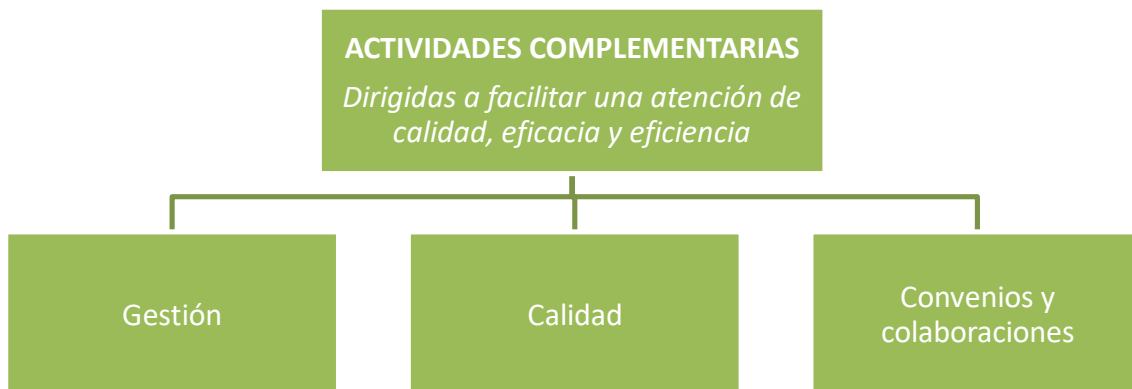 ACTIVIDADES COMPLEMENTARIAS
Dirigidas a facilitar una atención de
calidad, eficacia y eficiencia
Gestión
Calidad
Convenios y
colaboraciones